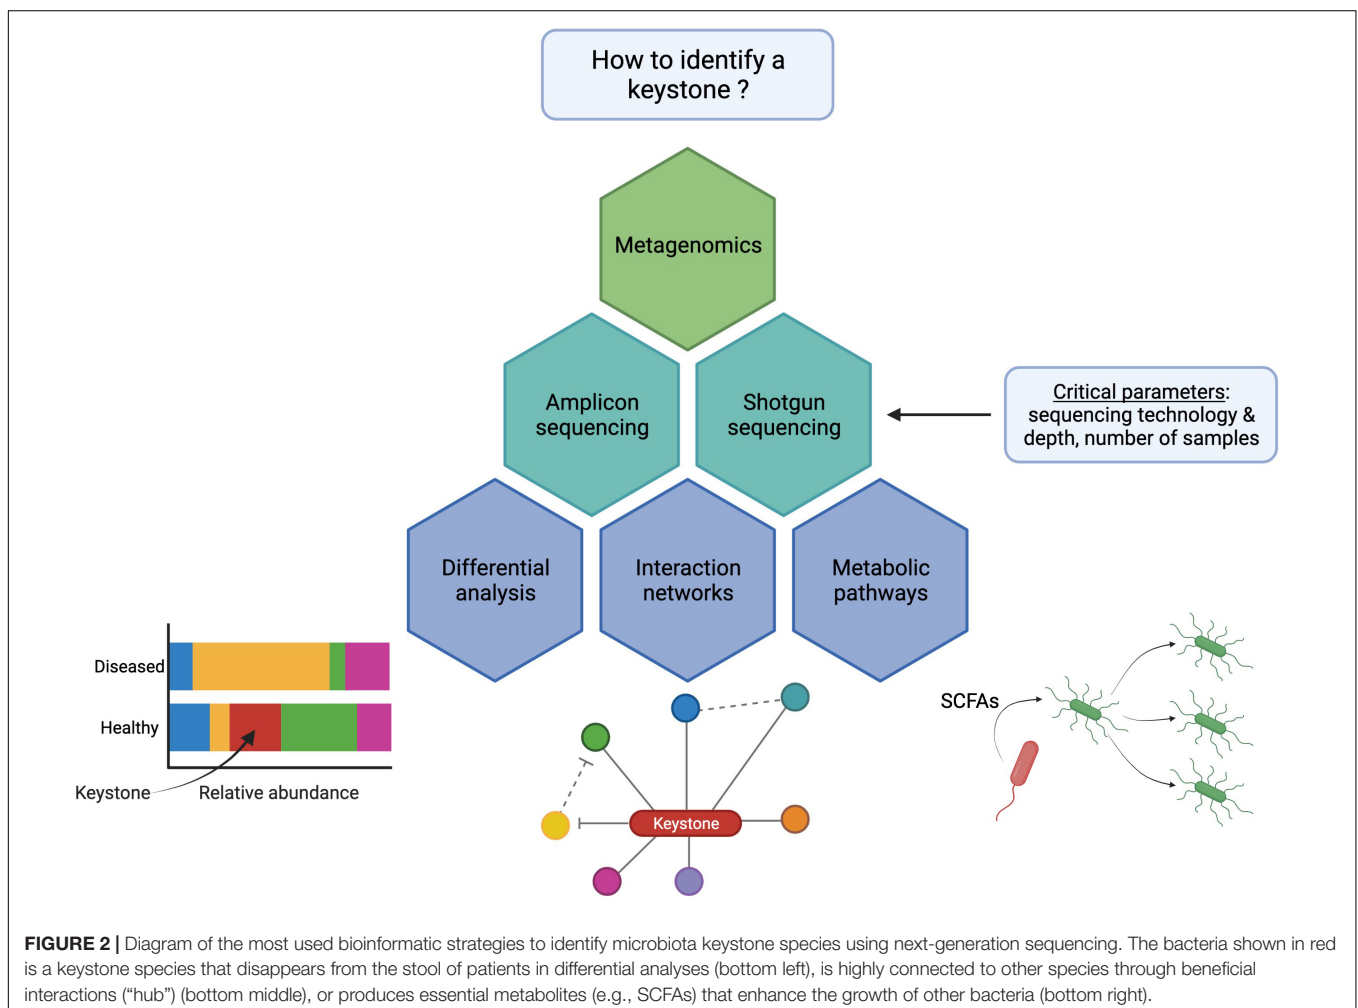 How to identify a
keystone ?
Metagenomics
Amplicon
sequencing
Shotgun
sequencing
Critical parameters:
sequencing technology &
depth, number of samples
Differential
analysis
Interaction
networks
Metabolic
pathways
Diseased
Healthy
Keystone
Relative abundance
Keystone
SCFAs
FIGURE 2 | Diagram of the most used bioinformatic strategies to identify microbiota keystone species using next-generation sequencing. The bacteria shown in red
is a keystone species that disappears from the stool of patients in differential analyses (bottom left), is highly connected to other species through beneficial
interactions (“hub”) (bottom middle), or produces essential metabolites (e.g., SCFAs) that enhance the growth of other bacteria (bottom right).